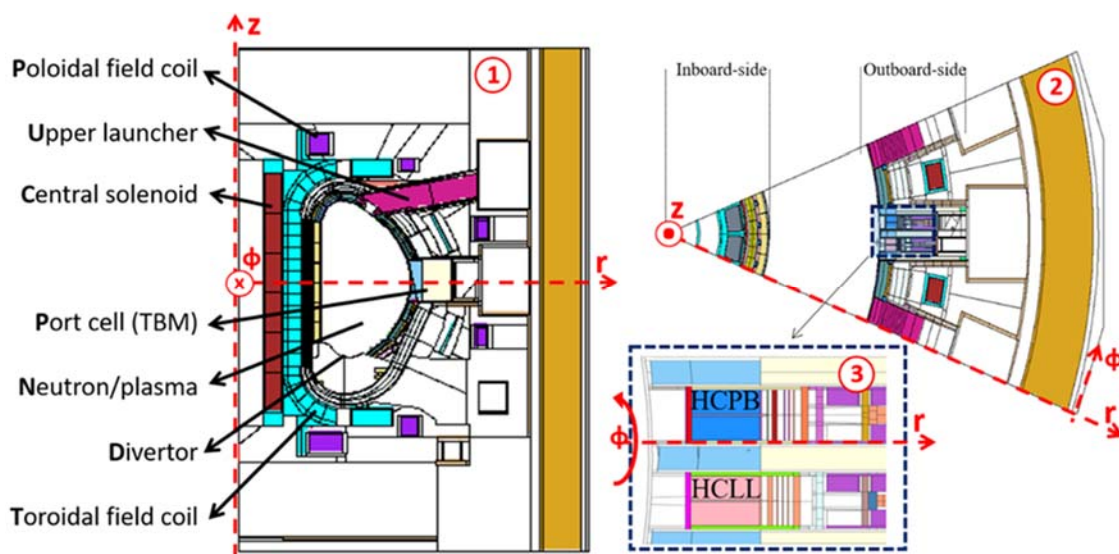 z
Poloidal field coil
Upper launcher
Central solenoid
ϕ
x
r
Port cell (TBM)
Neutron/plasma
Divertor
Toroidal field coil
1
Inboard-side
Outboard-side
2
z
ϕ
r
3
HCPB
ϕ
r
HCLL